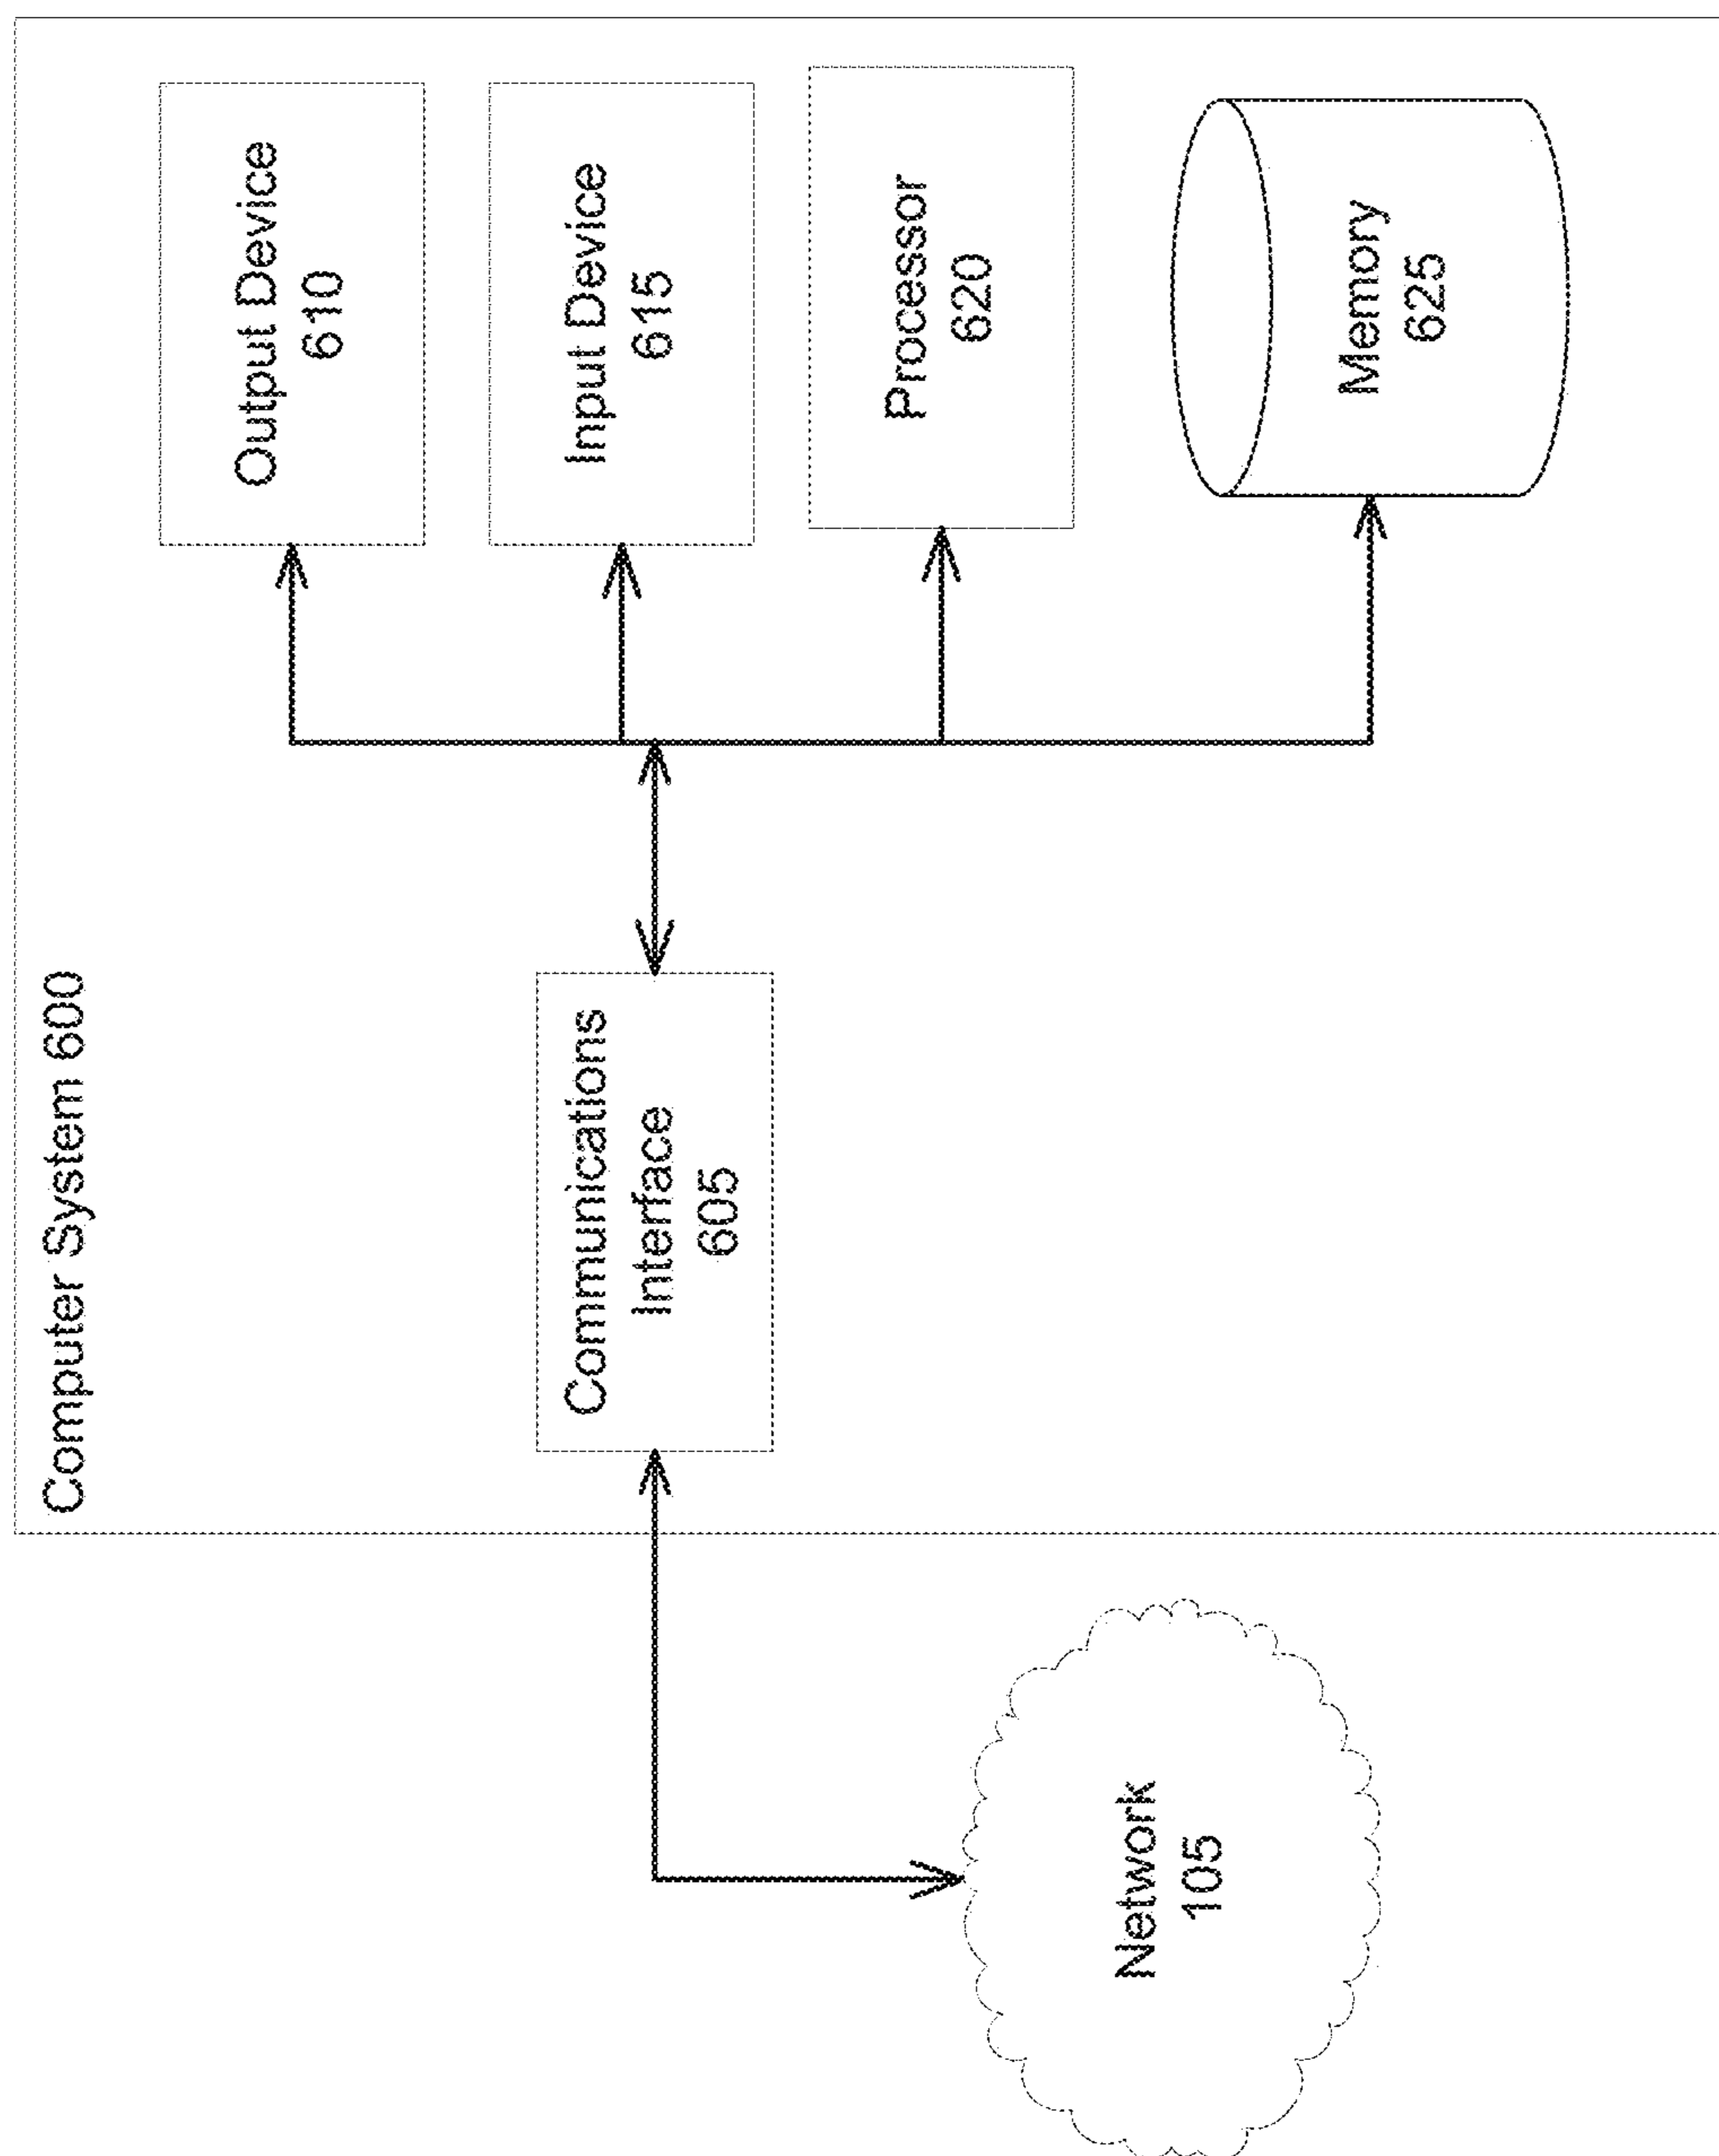 Computer System 600
Output Device
610
Input Device
615
Communications
Interface
605
Processor
620
Memory
625
Network
105